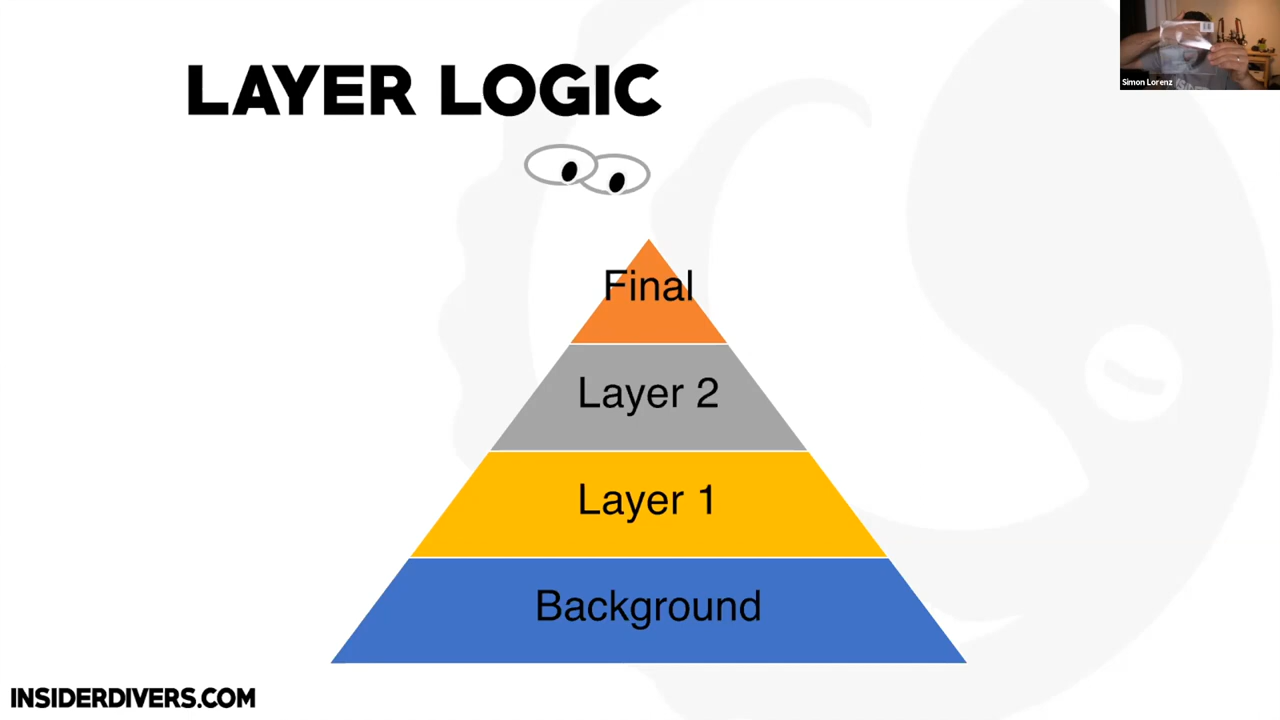 LAYER LOGIC
Simon Lorenz
Final
Layer 2
Layer 1
Background
INSIDERDIVERS.COM